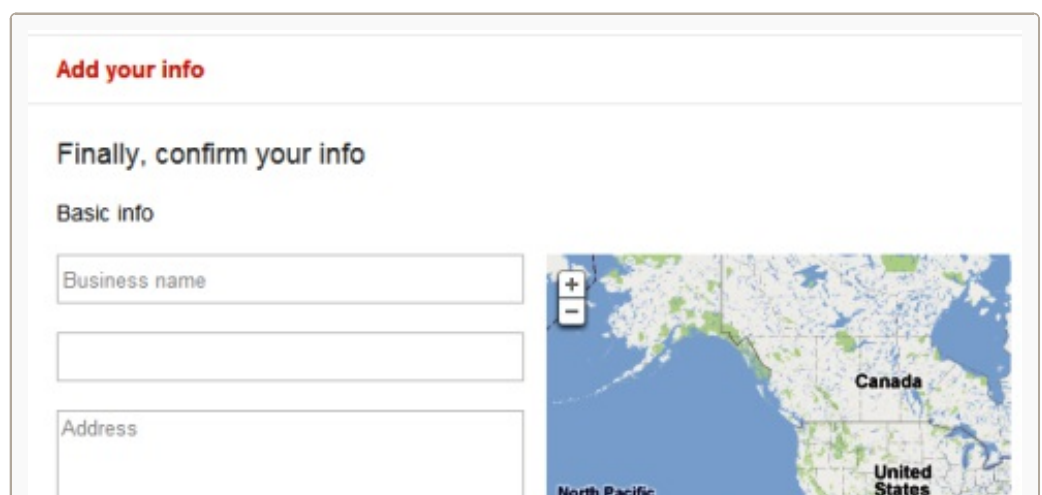 Add your info
Finally, confirm your info
Basic info
Business name
+
−
Address
Canada
United
States
North Pacific